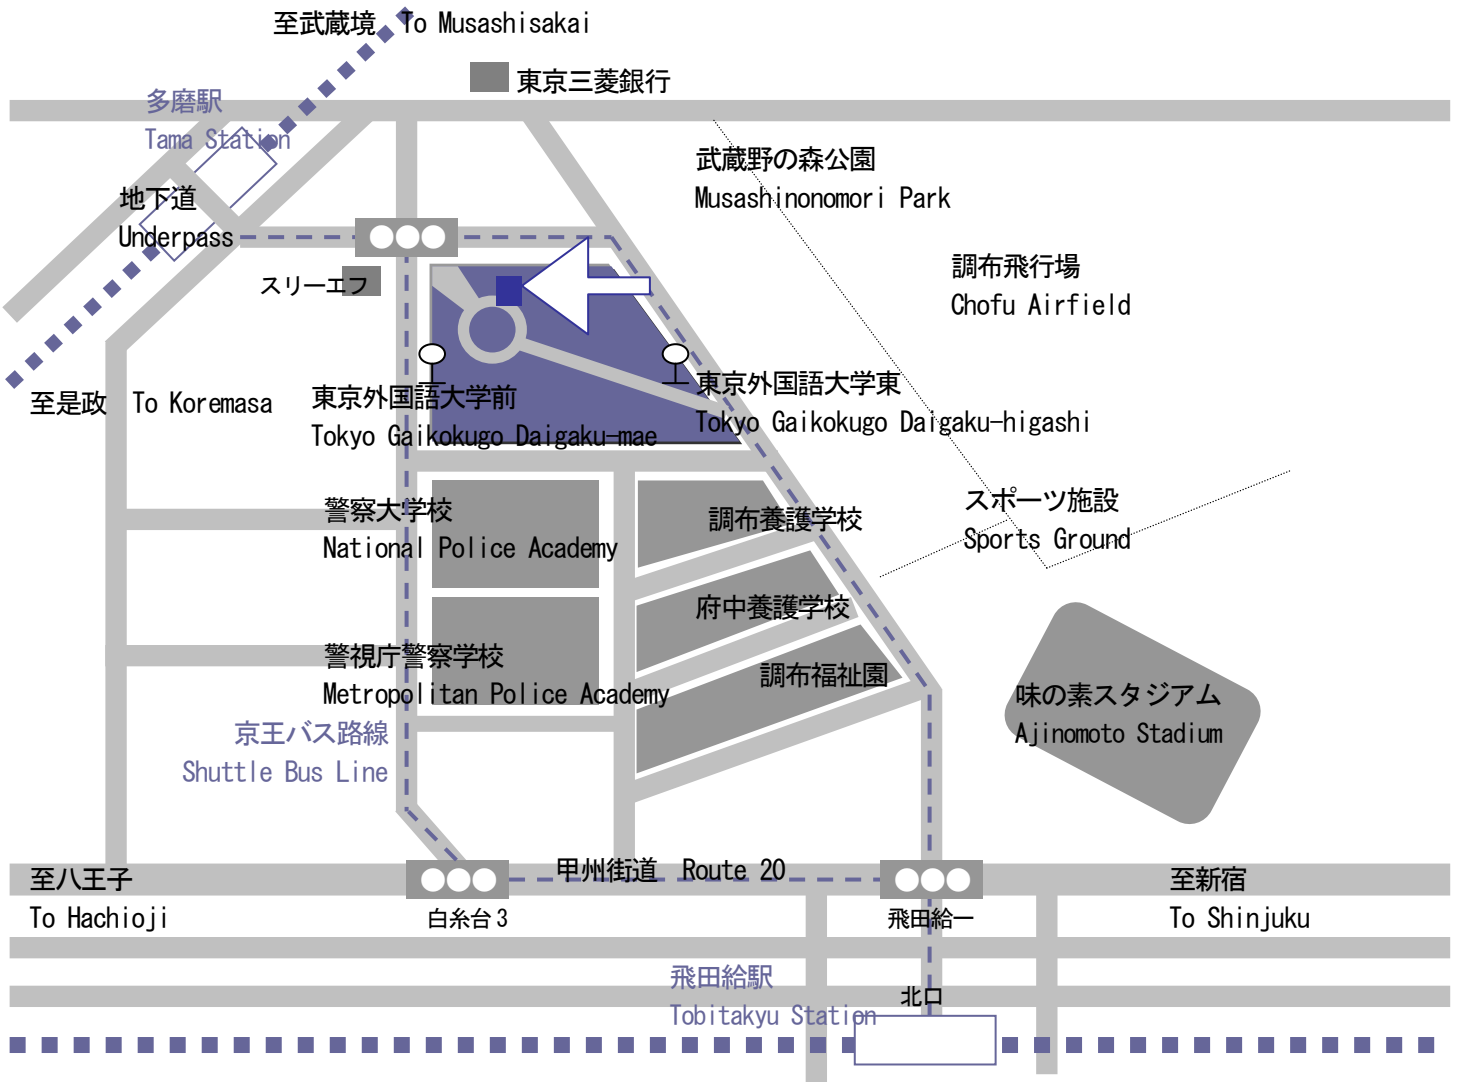 至武蔵境　To Musashisakai
東京三菱銀行
多磨駅
Tama Station
武蔵野の森公園
Musashinonomori Park
地下道
Underpass
スリーエフ
調布飛行場
Chofu Airfield
至是政　To Koremasa
東京外国語大学前
Tokyo Gaikokugo Daigaku-mae
東京外国語大学東
Tokyo Gaikokugo Daigaku-higashi
警察大学校
National Police Academy
調布養護学校
スポーツ施設
Sports Ground
府中養護学校
警視庁警察学校
Metropolitan Police Academy
調布福祉園
味の素スタジアム
Ajinomoto Stadium
京王バス路線
Shuttle Bus Line
甲州街道　Route 20
至八王子
To Hachioji
白糸台３
飛田給一
至新宿
To Shinjuku
飛田給駅
Tobitakyu Station
北口